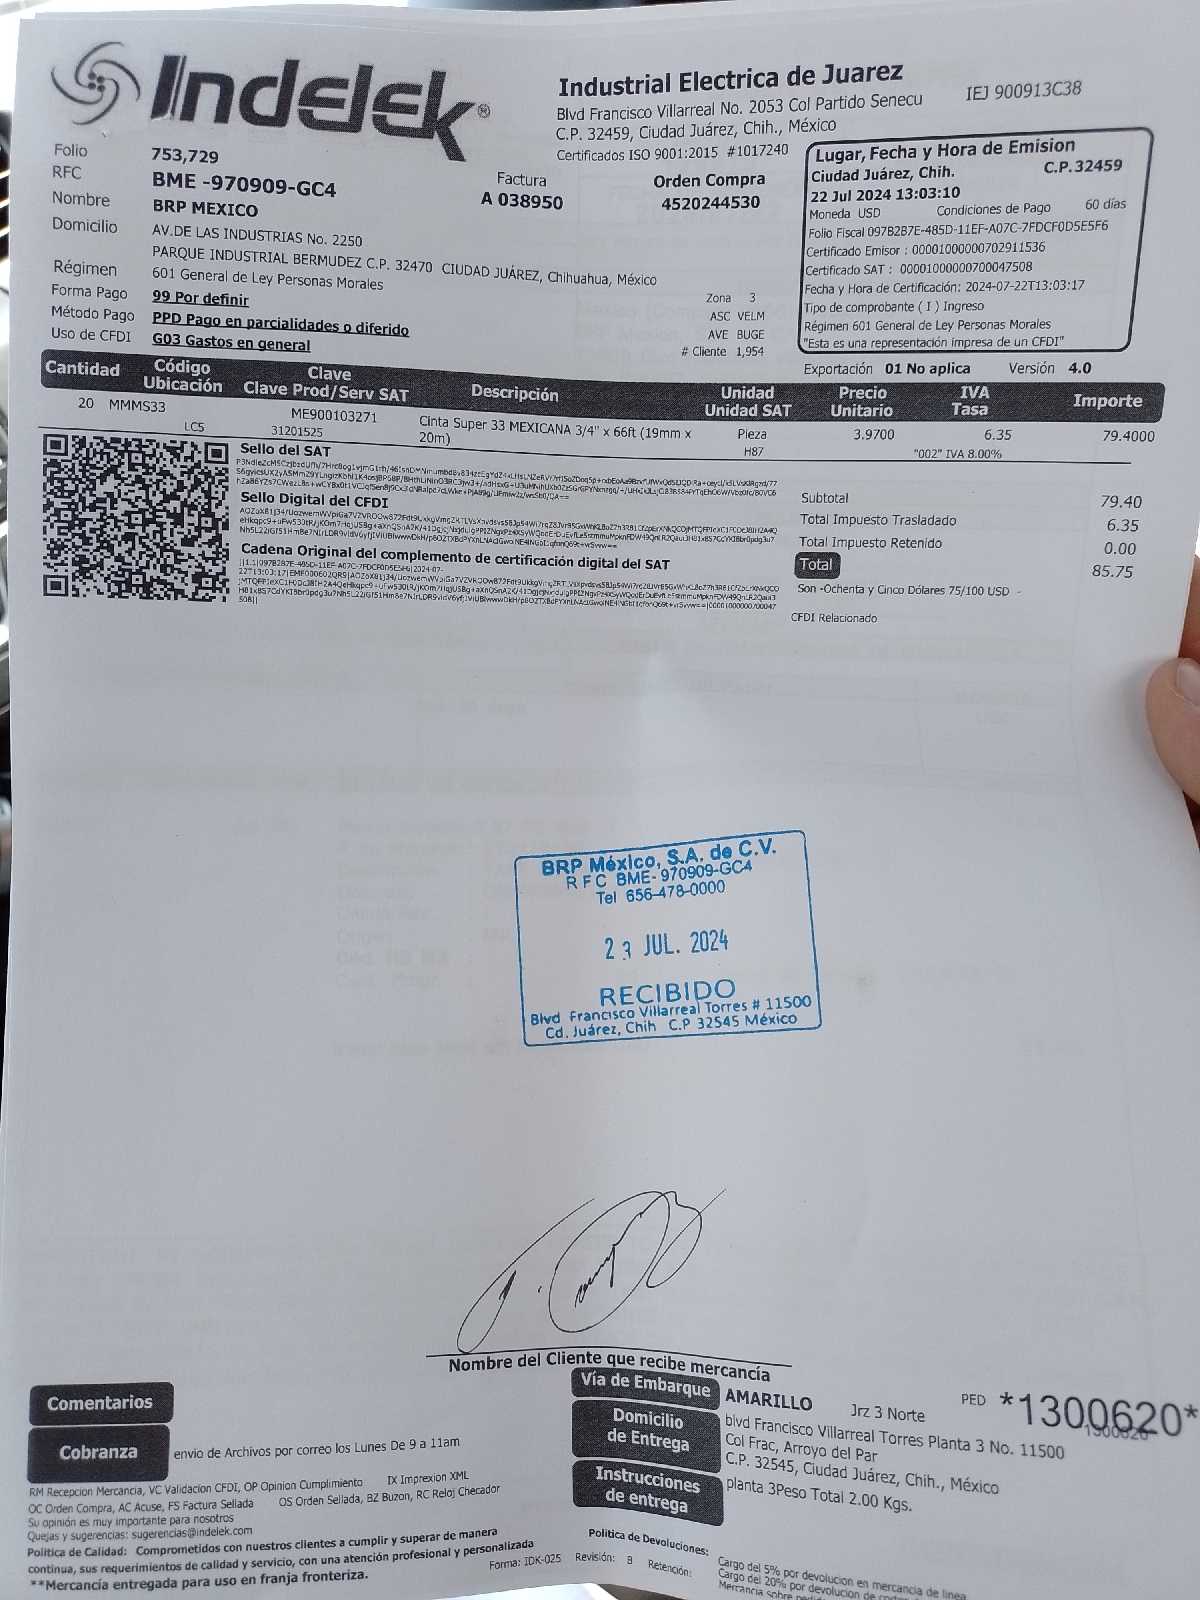 Indelek®
Industrial Electrica de Juarez
IEJ 900913C38
Blvd Francisco Villarreal No. 2053 Col Partido Senecu
C.P. 32459, Ciudad Juárez, Chih., México
Certificados ISO 9001:2015 #1017240
Folio 753,729
RFC BME -970909-GC4
Nombre BRP MEXICO
Domicilio AV.DE LAS INDUSTRIAS No. 2250
PARQUE INDUSTRIAL BERMUDEZ C.P. 32470 CIUDAD JUÁREZ, Chihuahua, México
Régimen 601 General de Ley Personas Morales
Forma Pago 99 Por definir
Método Pago PPD Pago en parcialidades o diferido
Uso de CFDI G03 Gastos en general
Factura
A 038950
Orden Compra
4520244530
Zona 3
ASC VELM
AVE BUGE
# Cliente 1,954
Lugar, Fecha y Hora de Emision
Ciudad Juárez, Chih. C.P.32459
22 Jul 2024 13:03:10
Moneda USD Condiciones de Pago 60 días
Folio Fiscal 097B2B7E-485D-11EF-A07C-7FDCF0D5E5F6
Certificado Emisor : 00001000000702911536
Certificado SAT : 00001000000700047508
Fecha y Hora de Certificación: 2024-07-22T13:03:17
Tipo de comprobante ( I ) Ingreso
Régimen 601 General de Ley Personas Morales
"Esta es una representación impresa de un CFDI"
Exportación 01 No aplica Versión 4.0
Cantidad Código Ubicación Clave Clave Prod/Serv SAT Descripción Unidad Unidad SAT Precio Unitario IVA Tasa Importe
20 MMMS33 ME900103271 Cinta Super 33 MEXICANA 3/4" x 66ft (19mm x Pieza 3.9700 6.35 79.4000
LC5 31201525 20m) H87 "002" IVA 8.00%
Sello del SAT
Sello Digital del CFDI
Cadena Original del complemento de certificación digital del SAT
Subtotal 79.40
Total Impuesto Trasladado 6.35
Total Impuesto Retenido 0.00
Total 85.75
Son -Ochenta y Cinco Dólares 75/100 USD -
CFDI Relacionado
BRP México, S.A. de C.V.
RFC BME-970909-GC4
Tel 656-478-0000
23 JUL. 2024
RECIBIDO
Blvd Francisco Villarreal Torres # 11500
Cd. Juárez, Chih C.P 32545 México
Nombre del Cliente que recibe mercancía
Comentarios
Cobranza envio de Archivos por correo los Lunes De 9 a 11am
RM Recepcion Mercancia, VC Validacion CFDI, OP Opinion Cumplimiento IX Imprexion XML
OC Orden Compra, AC Acuse, FS Factura Sellada OS Orden Sellada, BZ Buzon, RC Reloj Checador
Su opinión es muy importante para nosotros
Quejas y sugerencias: sugerencias@indelek.com
Politica de Calidad: Comprometidos con nuestros clientes a cumplir y superar de manera
continua, sus requerimientos de calidad y servicio, con una atención profesional y personalizada
**Mercancía entregada para uso en franja fronteriza.
Forma: IDK-025 Revisión: B Retención:
Vía de Embarque AMARILLO Jrz 3 Norte PED *1300620*
1300620
Domicilio de Entrega blvd Francisco Villarreal Torres Planta 3 No. 11500
Col Frac, Arroyo del Par
C.P. 32545, Ciudad Juárez, Chih., México
Instrucciones de entrega planta 3Peso Total 2.00 Kgs.
Politica de Devoluciones:
Cargo del 5% por devolucion en mercancia de linea
Cargo del 20% por devolucion de
Mercancia sobre